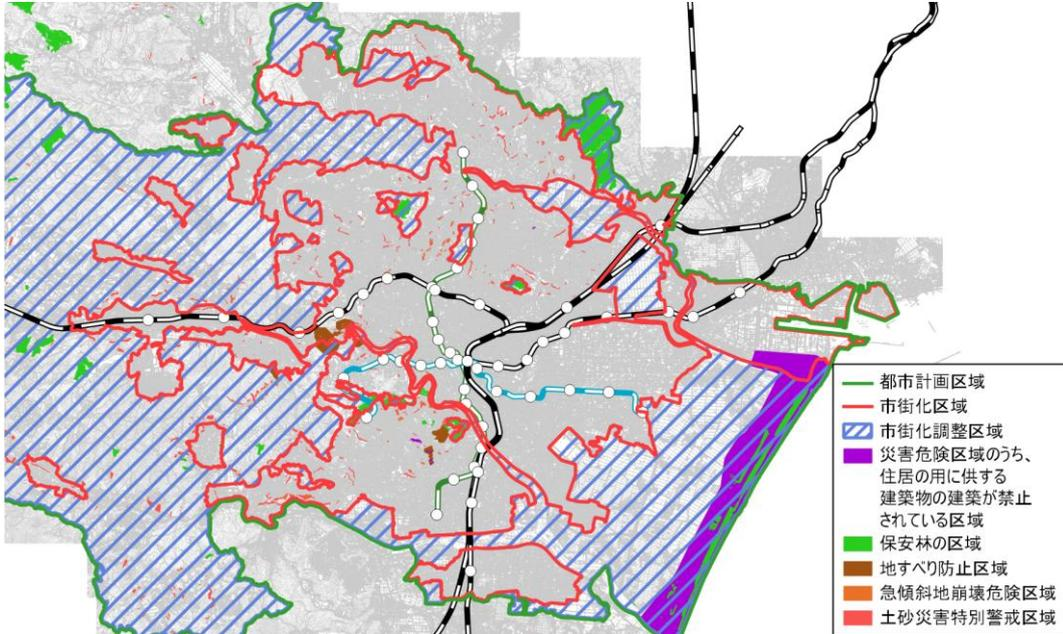 都市計画区域
市街化区域
市街化調整区域
災害危険区域のうち、
住居の用に供する
建築物の建築が禁止
されている区域
保安林の区域
地すべり防止区域
急傾斜地崩壊危険区域
土砂災害特別警戒区域